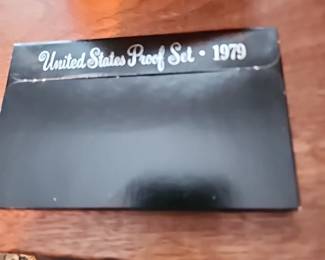 United States Proof Set • 1979